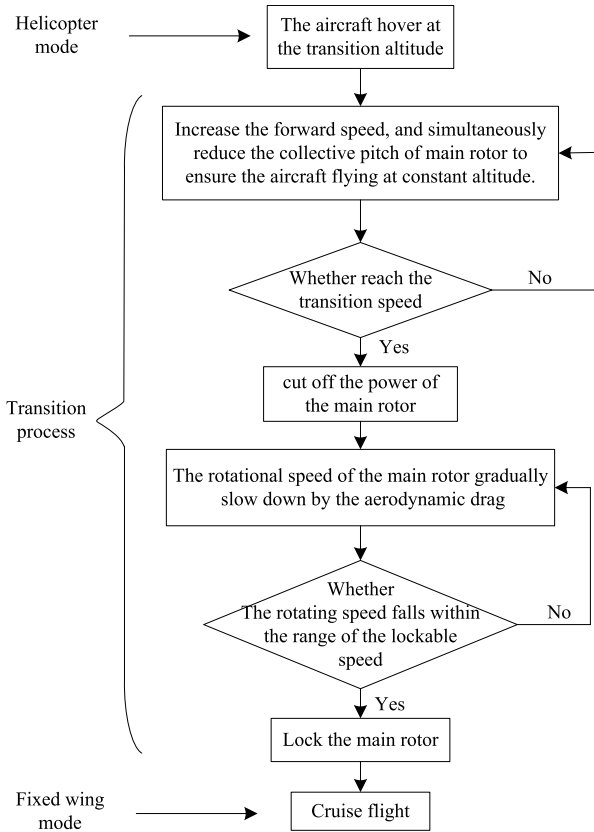 Helicopter
mode
The aircraft hover at
the transition altitude
Increase the forward speed, and simultaneously
reduce the collective pitch of main rotor to
ensure the aircraft flying at constant altitude.
Whether reach the
transition speed
No
Yes
cut off the power of
the main rotor
Transition
process
The rotational speed of the main rotor gradually
slow down by the aerodynamic drag
Whether
The rotating speed falls within
the range of the lockable
speed
No
Yes
Lock the main rotor
Fixed wing
mode
Cruise flight